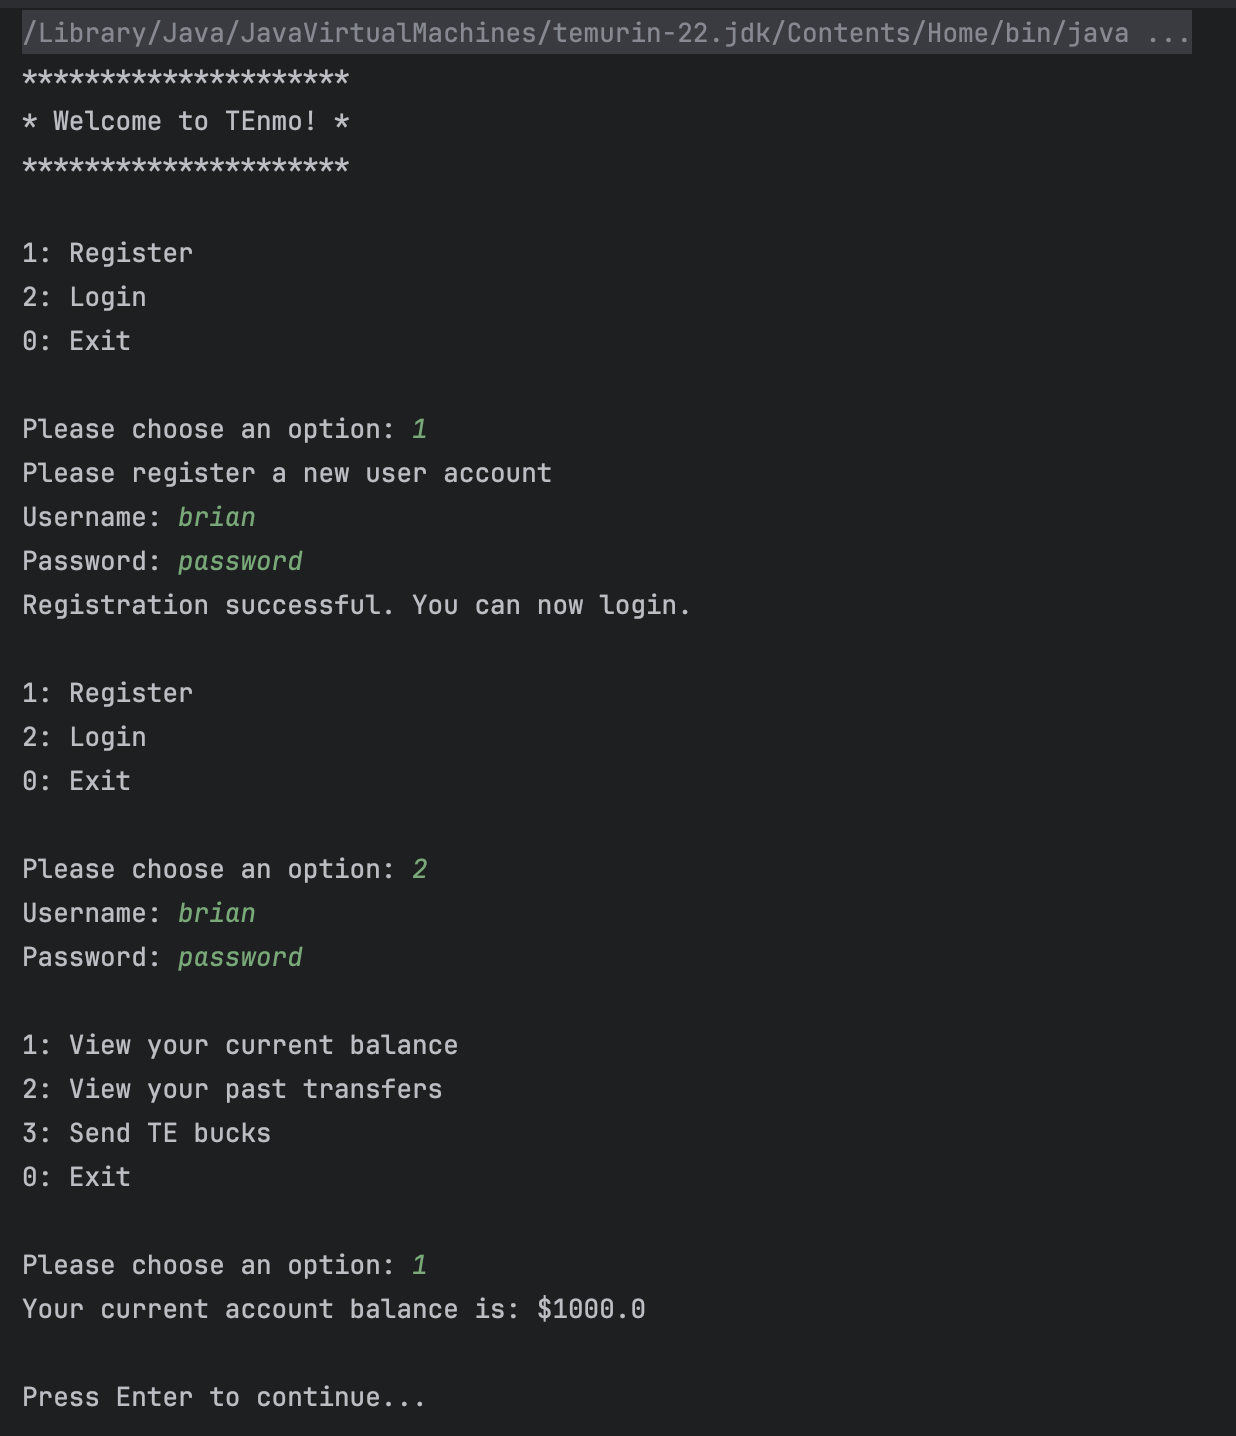 /Library/Java/JavaVirtualMachines/temurin-22.jdk/Contents/Home/bin/java ...
*********************
* Welcome to TEnmo! *
*********************
1: Register
2: Login
0: Exit
Please choose an option: 1
Please register a new user account
Username: brian
Password: password
Registration successful. You can now login.
1: Register
2: Login
0: Exit
Please choose an option: 2
Username: brian
Password: password
1: View your current balance
2: View your past transfers
3: Send TE bucks
0: Exit
Please choose an option: 1
Your current account balance is: $1000.0
Press Enter to continue...